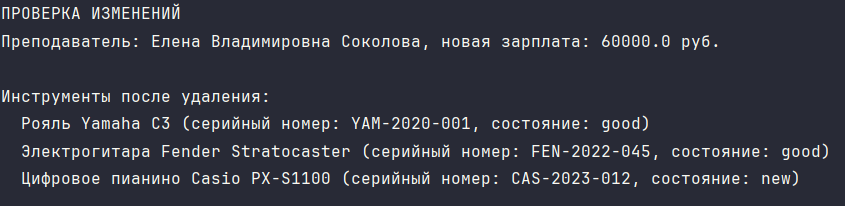 ПРОВЕРКА ИЗМЕНЕНИЙ
Преподаватель: Елена Владимировна Соколова, новая зарплата: 60000.0 руб.
Инструменты после удаления:
Рояль Yamaha C3 (серийный номер: YAM-2020-001, состояние: good)
Электрогитара Fender Stratocaster (серийный номер: FEN-2022-045, состояние: good)
Цифровое пианино Casio PX-S1100 (серийный номер: CAS-2023-012, состояние: new)